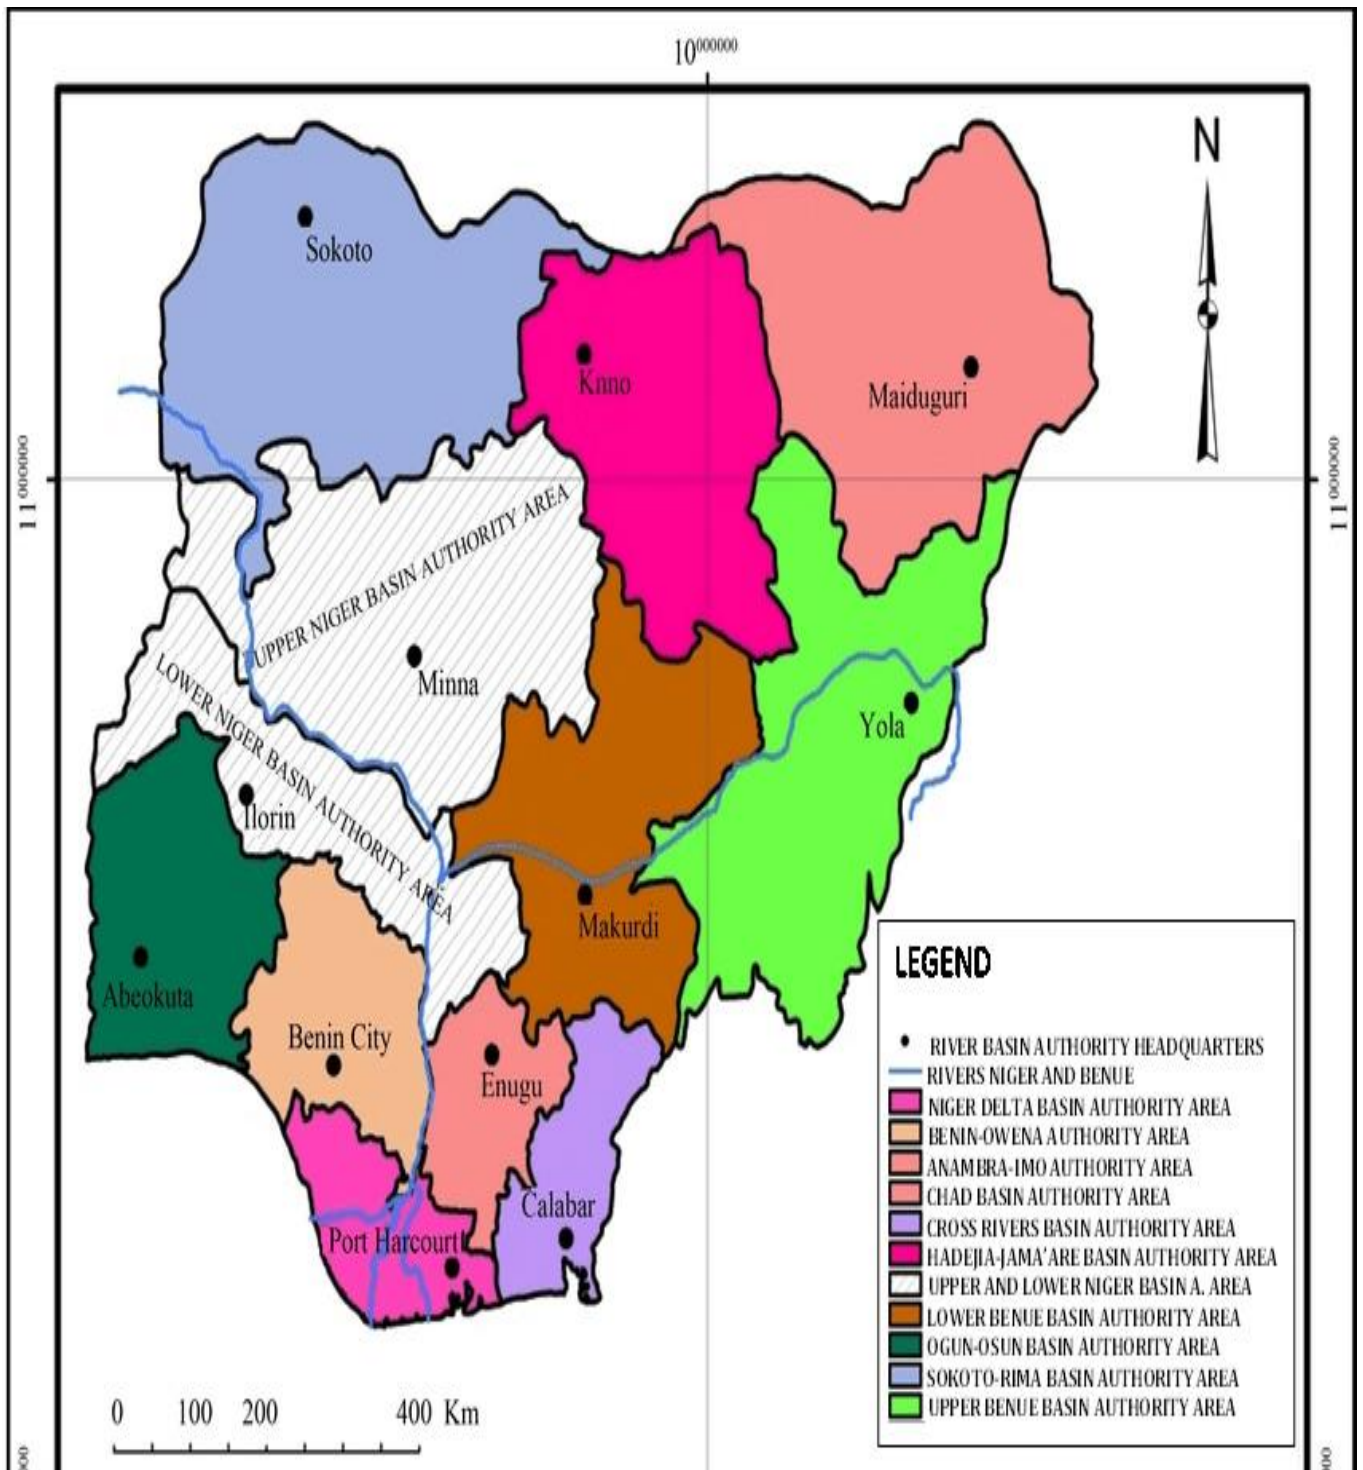 10⁰⁰⁰⁰⁰⁰
N
Sokoto
Knno
Maiduguri
11⁰⁰⁰⁰⁰⁰
11⁰⁰⁰⁰⁰⁰
UPPER NIGER BASIN AUTHORITY AREA
Minna
LOWER NIGER BASIN AUTHORITY AREA
Yola
Ilorin
Makurdi
Abeokuta
Benin City
Enugu
Calabar
Port Harcourt
LEGEND
RIVER BASIN AUTHORITY HEADQUARTERS
RIVERS NIGER AND BENUE
NIGER DELTA BASIN AUTHORITY AREA
BENIN-OWENA AUTHORITY AREA
ANAMBRA-IMO AUTHORITY AREA
CHAD BASIN AUTHORITY AREA
CROSS RIVERS BASIN AUTHORITY AREA
HADEJIA-JAMA'ARE BASIN AUTHORITY AREA
UPPER AND LOWER NIGER BASIN A. AREA
LOWER BENUE BASIN AUTHORITY AREA
OGUN-OSUN BASIN AUTHORITY AREA
SOKOTO-RIMA BASIN AUTHORITY AREA
UPPER BENUE BASIN AUTHORITY AREA
0 100 200 400 Km